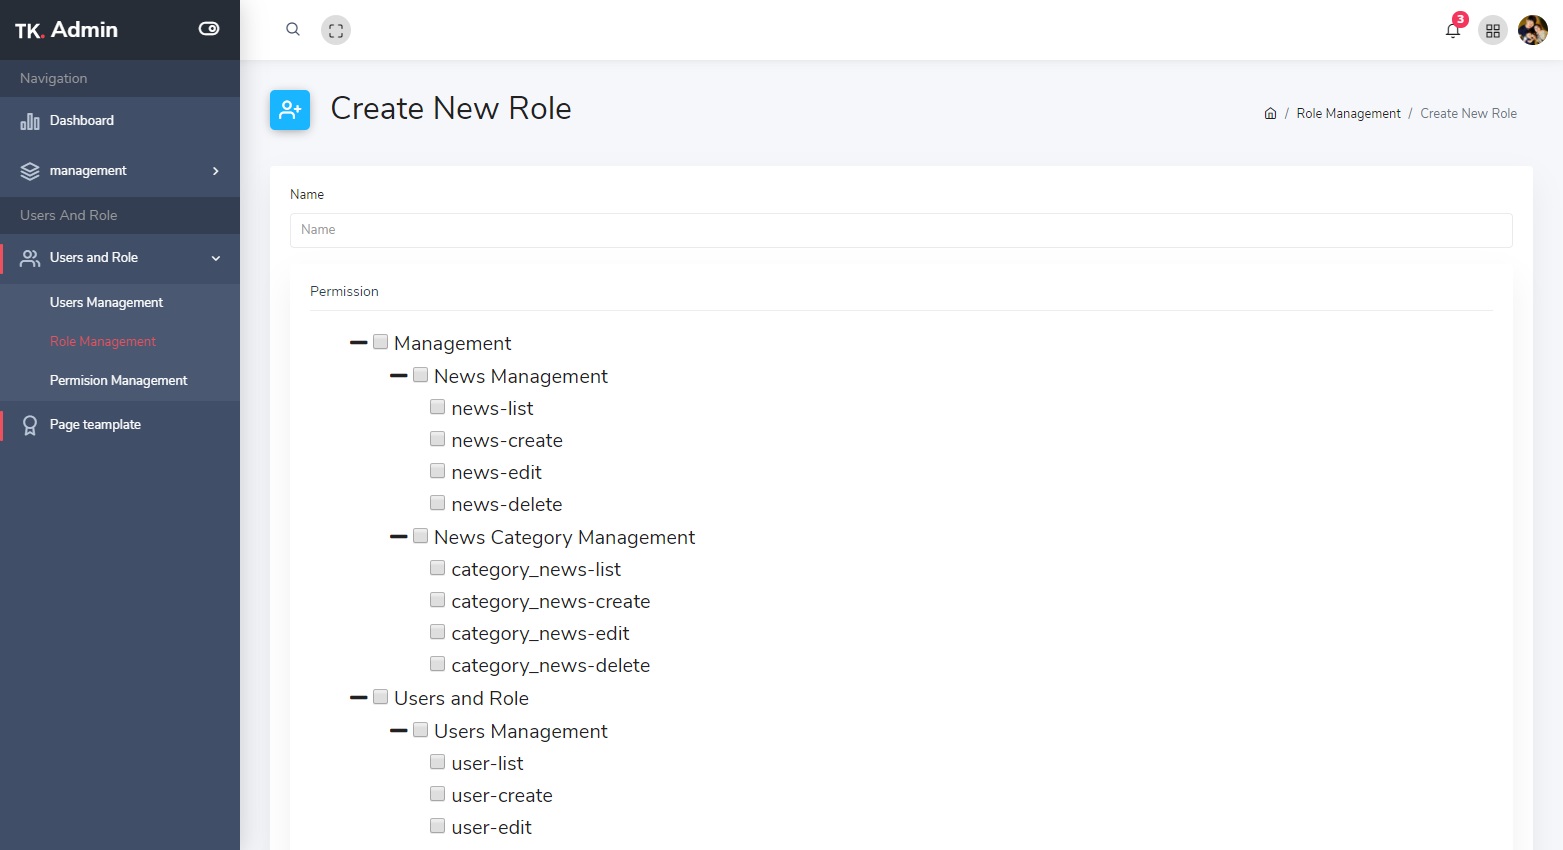 TK. Admin
3
Navigation
Dashboard
management
Users And Role
Users and Role
Users Management
Role Management
Permision Management
Page teamplate
Create New Role
/ Role Management / Create New Role
Name
Name
Permission
Management
News Management
news-list
news-create
news-edit
news-delete
News Category Management
category_news-list
category_news-create
category_news-edit
category_news-delete
Users and Role
Users Management
user-list
user-create
user-edit